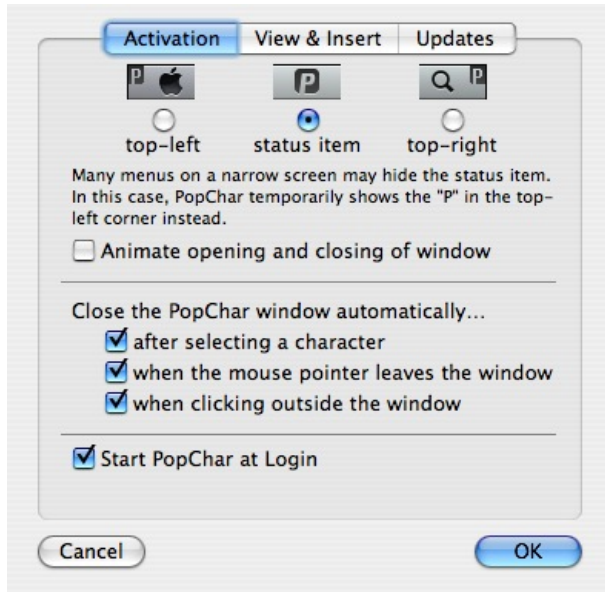 Activation View & Insert Updates
P P P
top-left status item top-right
Many menus on a narrow screen may hide the status item.
In this case, PopChar temporarily shows the "P" in the top-
left corner instead.
Animate opening and closing of window
Close the PopChar window automatically...
after selecting a character
when the mouse pointer leaves the window
when clicking outside the window
Start PopChar at Login
Cancel OK